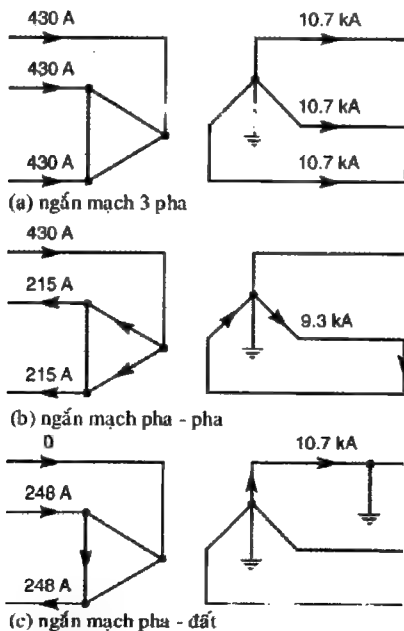 430 A
10.7 kA
430 A
10.7 kA
430 A
10.7 kA
(a) ngắn mạch 3 pha
430 A
215 A
9.3 kA
215 A
(b) ngắn mạch pha - pha
0
10.7 kA
248 A
248 A
(c) ngắn mạch pha - đất